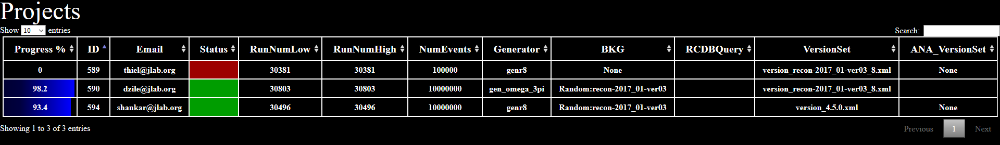 Projects
Show 10 entries
Search:
Progress % ID Email Status RunNumLow RunNumHigh NumEvents Generator BKG RCDBQuery VersionSet ANA_VersionSet
0 589 thiel@jlab.org 30381 30381 100000 genr8 None version_recon-2017_01-ver03_8.xml None
98.2 590 dzile@jlab.org 30803 30803 10000000 gen_omega_3pi Random:recon-2017_01-ver03 version_recon-2017_01-ver03_8.xml
93.4 594 shankar@jlab.org 30496 30496 10000000 genr8 Random:recon-2017_01-ver03 version_4.5.0.xml None
Showing 1 to 3 of 3 entries
Previous 1 Next